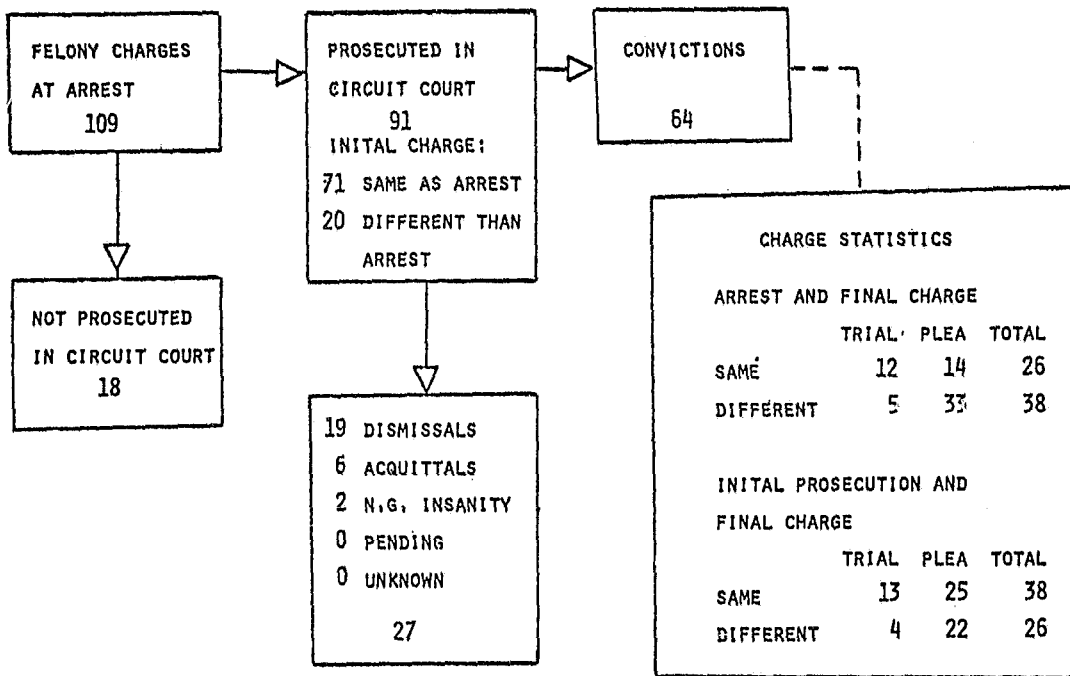 FELONY CHARGES
AT ARREST
109
PROSECUTED IN
CIRCUIT COURT
91
INITAL CHARGE:
71 SAME AS ARREST
20 DIFFERENT THAN
ARREST
CONVICTIONS
64
NOT PROSECUTED
IN CIRCUIT COURT
18
19 DISMISSALS
6 ACQUITTALS
2 N.G. INSANITY
0 PENDING
0 UNKNOWN
27
CHARGE STATISTICS
ARREST AND FINAL CHARGE
TRIAL PLEA TOTAL
SAME 12 14 26
DIFFERENT 5 33 38
INITAL PROSECUTION AND
FINAL CHARGE
TRIAL PLEA TOTAL
SAME 13 25 38
DIFFERENT 4 22 26